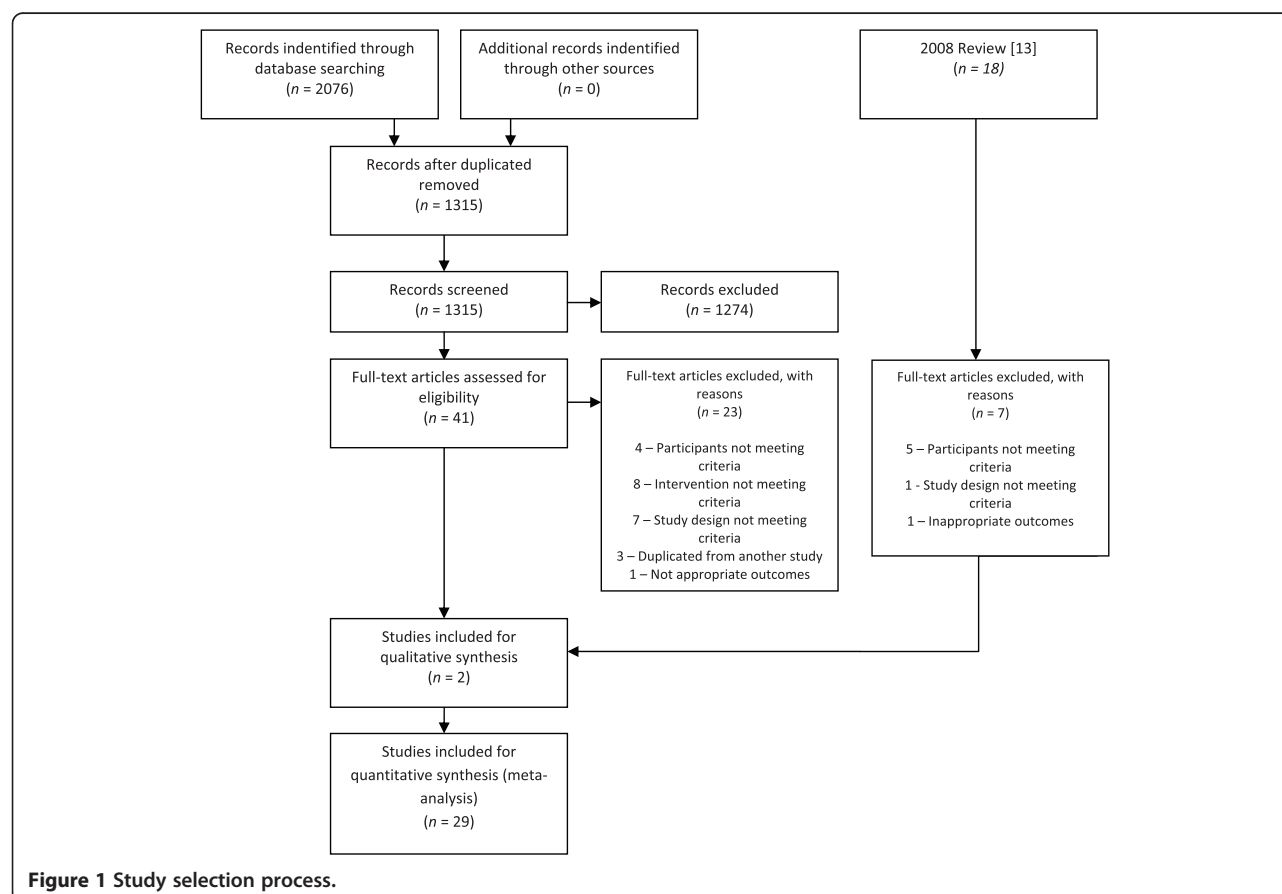 Records indentified through
database searching
(n = 2076)
Additional records indentified
through other sources
(n = 0)
2008 Review [13]
(n = 18)
Records after duplicated
removed
(n = 1315)
Records screened
(n = 1315)
Records excluded
(n = 1274)
Full-text articles assessed for
eligibility
(n = 41)
Full-text articles excluded, with
reasons
(n = 23)
4 – Participants not meeting
criteria
8 – Intervention not meeting
criteria
7 – Study design not meeting
criteria
3 – Duplicated from another study
1 – Not appropriate outcomes
Full-text articles excluded, with
reasons
(n = 7)
5 – Participants not meeting
criteria
1 - Study design not meeting
criteria
1 – Inappropriate outcomes
Studies included for
qualitative synthesis
(n = 2)
Studies included for
quantitative synthesis (meta-
analysis)
(n = 29)
Figure 1 Study selection process.